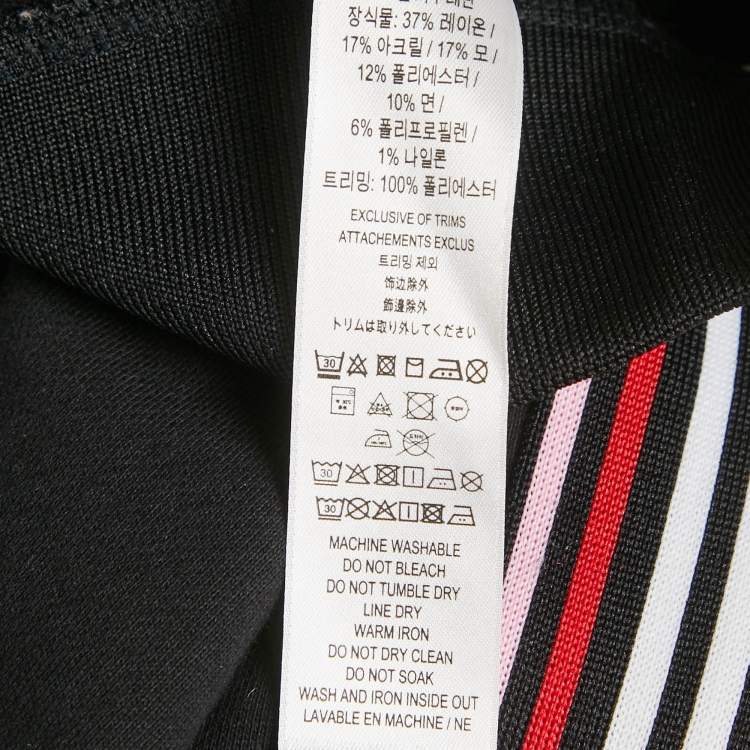 장식물: 37% 레이온 /
17% 아크릴 / 17% 모 /
12% 폴리에스터 /
10% 면 /
6% 폴리프로필렌 /
1% 나일론
트리밍: 100% 폴리에스터
EXCLUSIVE OF TRIMS
ATTACHEMENTS EXCLUS
트리밍 제외
饰边除外
飾邊除外
トリムは取り外してください
30
30
30
MACHINE WASHABLE
DO NOT BLEACH
DO NOT TUMBLE DRY
LINE DRY
WARM IRON
DO NOT DRY CLEAN
DO NOT SOAK
WASH AND IRON INSIDE OUT
LAVABLE EN MACHINE / NE